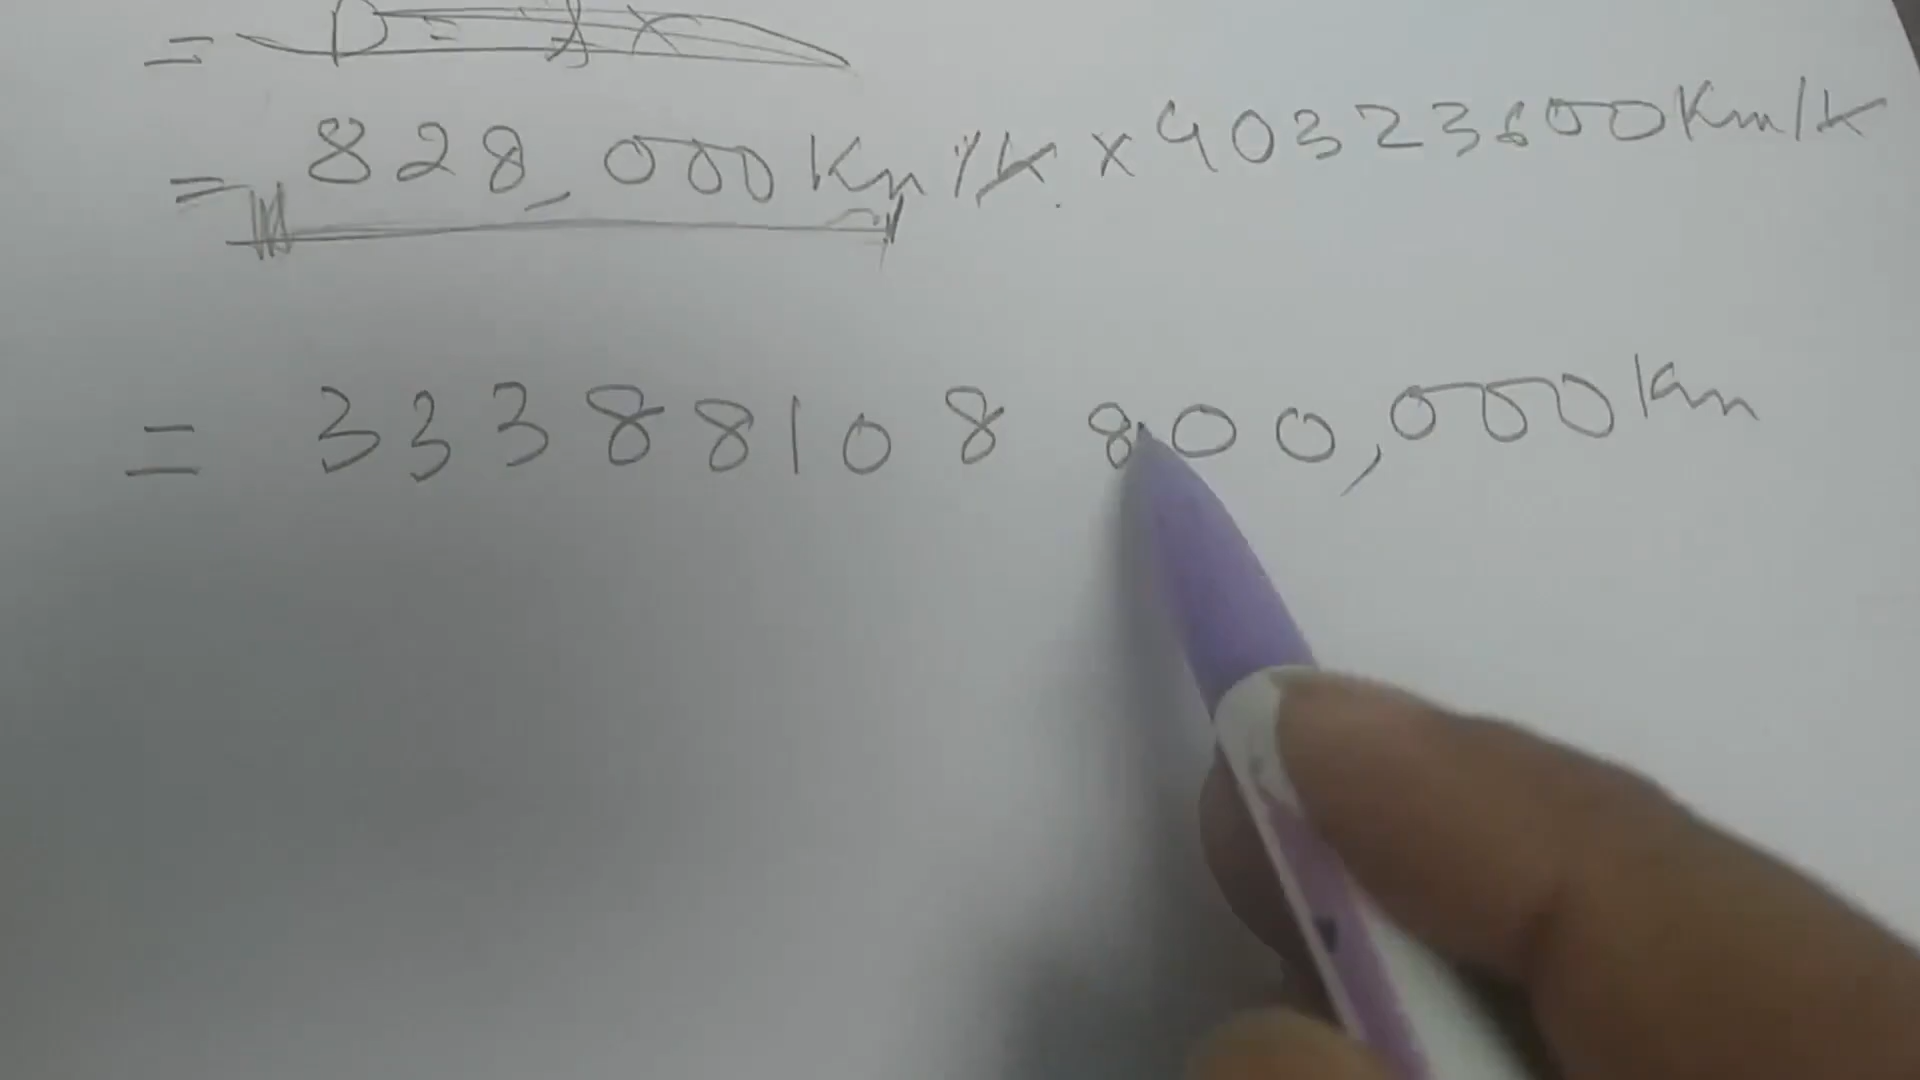 = D = S x
= 828,000 Km/h x 40323600 Km/h
= 33388108 800,000 Km